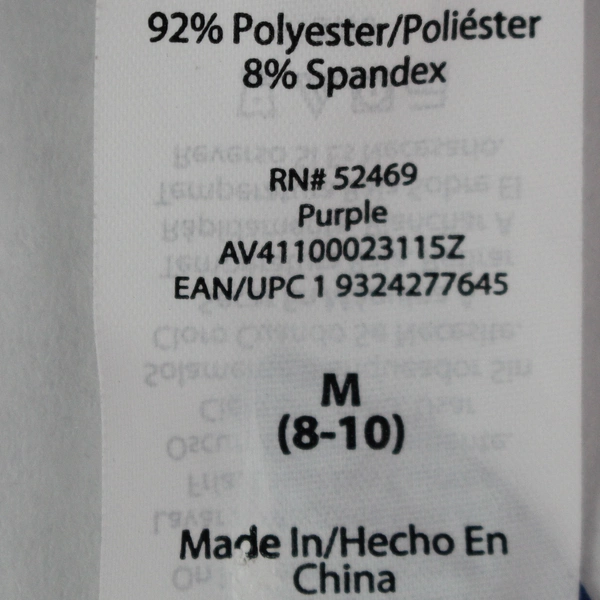 92% Polyester/Poliéster
8% Spandex
RN# 52469
Purple
AV41100023115Z
EAN/UPC 1 9324277645
M
(8-10)
Made In/Hecho En
China